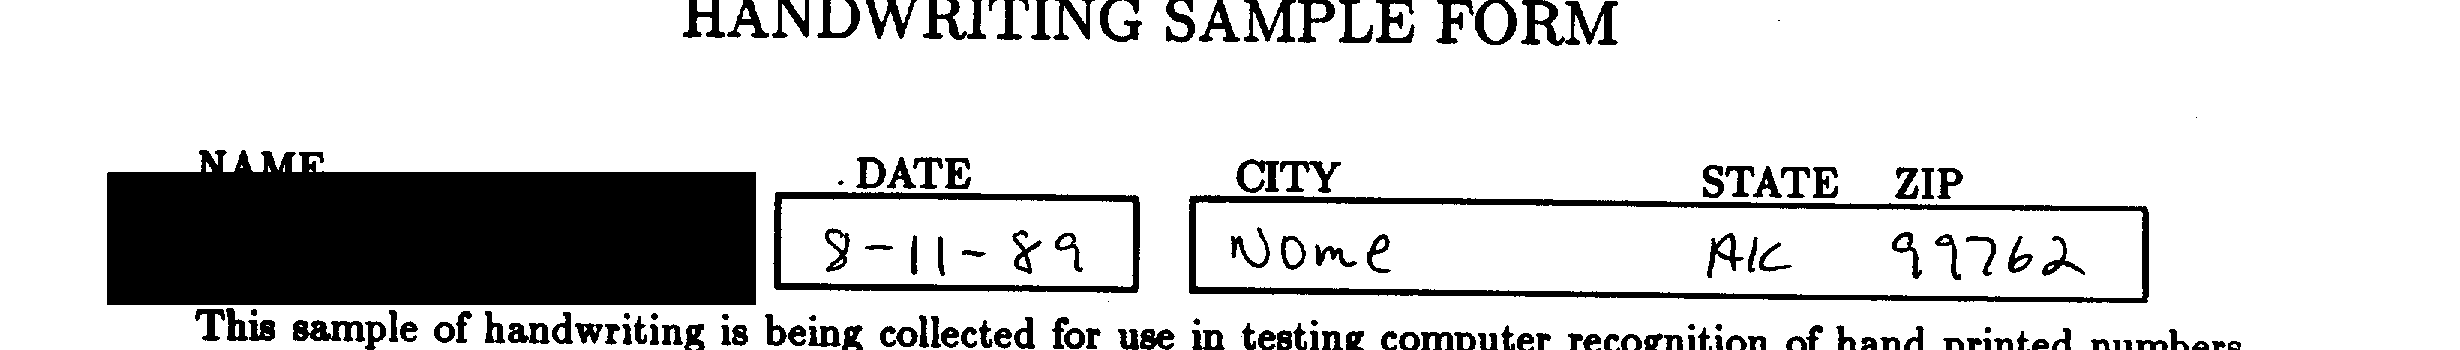 HANDWRITING SAMPLE FORM
NAME DATE CITY STATE ZIP
8-11-89 Nome AK 99762
This sample of handwriting is being collected for use in testing computer recognition of hand printed numbers